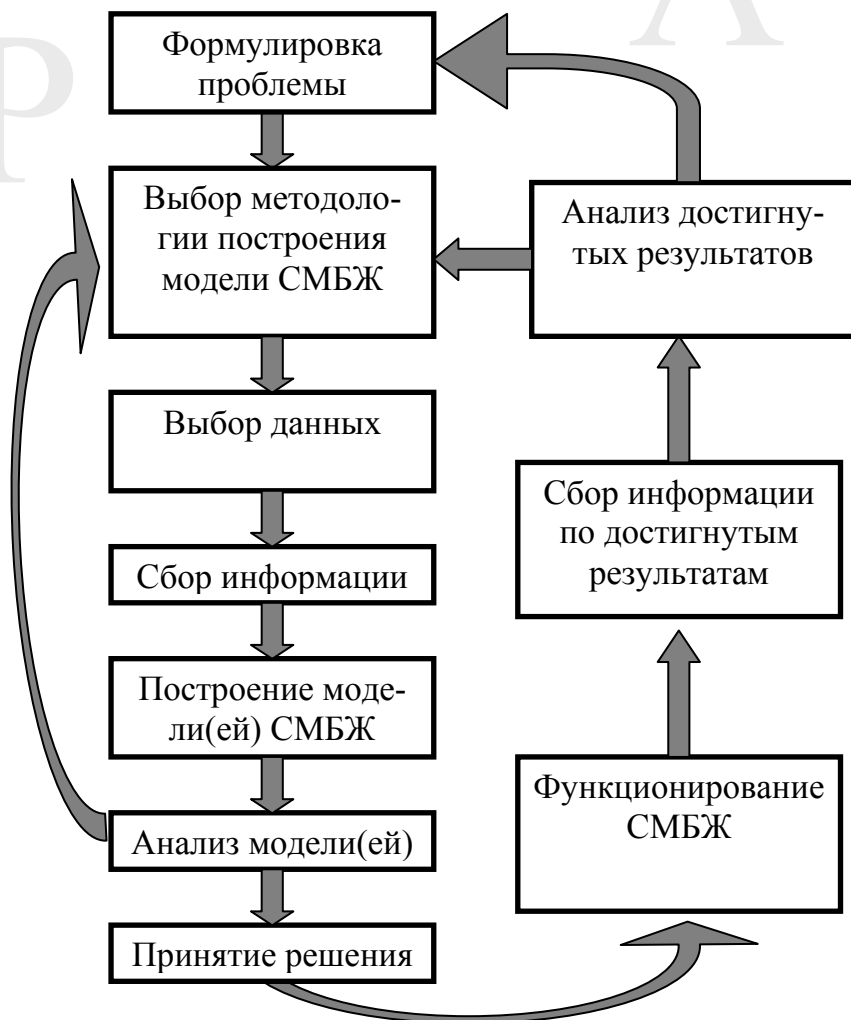 Р
А
Формулировка
проблемы
Выбор методоло-
гии построения
модели СМБЖ
Выбор данных
Сбор информации
Построение моде-
ли(ей) СМБЖ
Анализ модели(ей)
Принятие решения
Анализ достигну-
тых результатов
Сбор информации
по достигнутым
результатам
Функционирование
СМБЖ